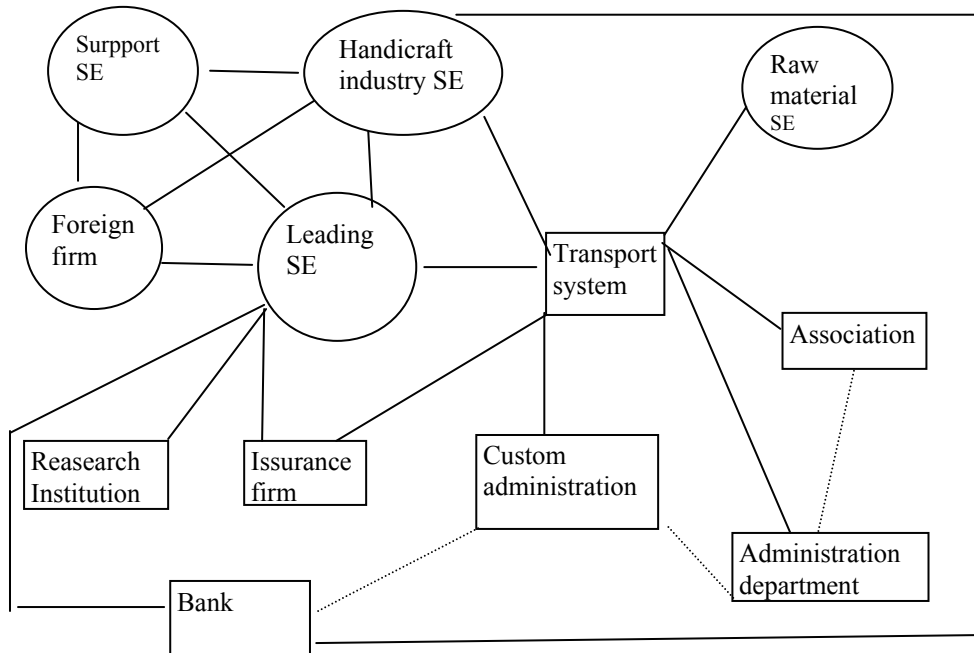 Surpport
SE
Handicraft
industry SE
Raw
material
SE
Foreign
firm
Leading
SE
Transport
system
Association
Reasearch
Institution
Issurance
firm
Custom
administration
Administration
department
Bank